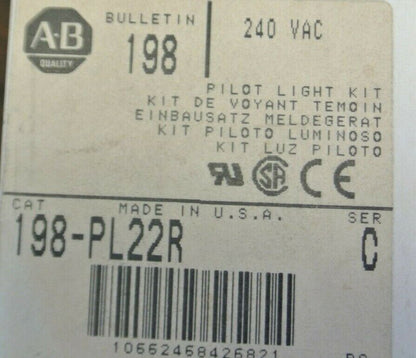 A-B
QUALITY
BULLETIN
198
240 VAC
PILOT LIGHT KIT
KIT DE VOYANT TEMOIN
EINBAUSATZ MELDEGERAT
KIT PILOTO LUMINOSO
KIT LUZ PILOTO
CE
CAT
MADE IN U.S.A.
SER
198-PL22R
C
10662468426821